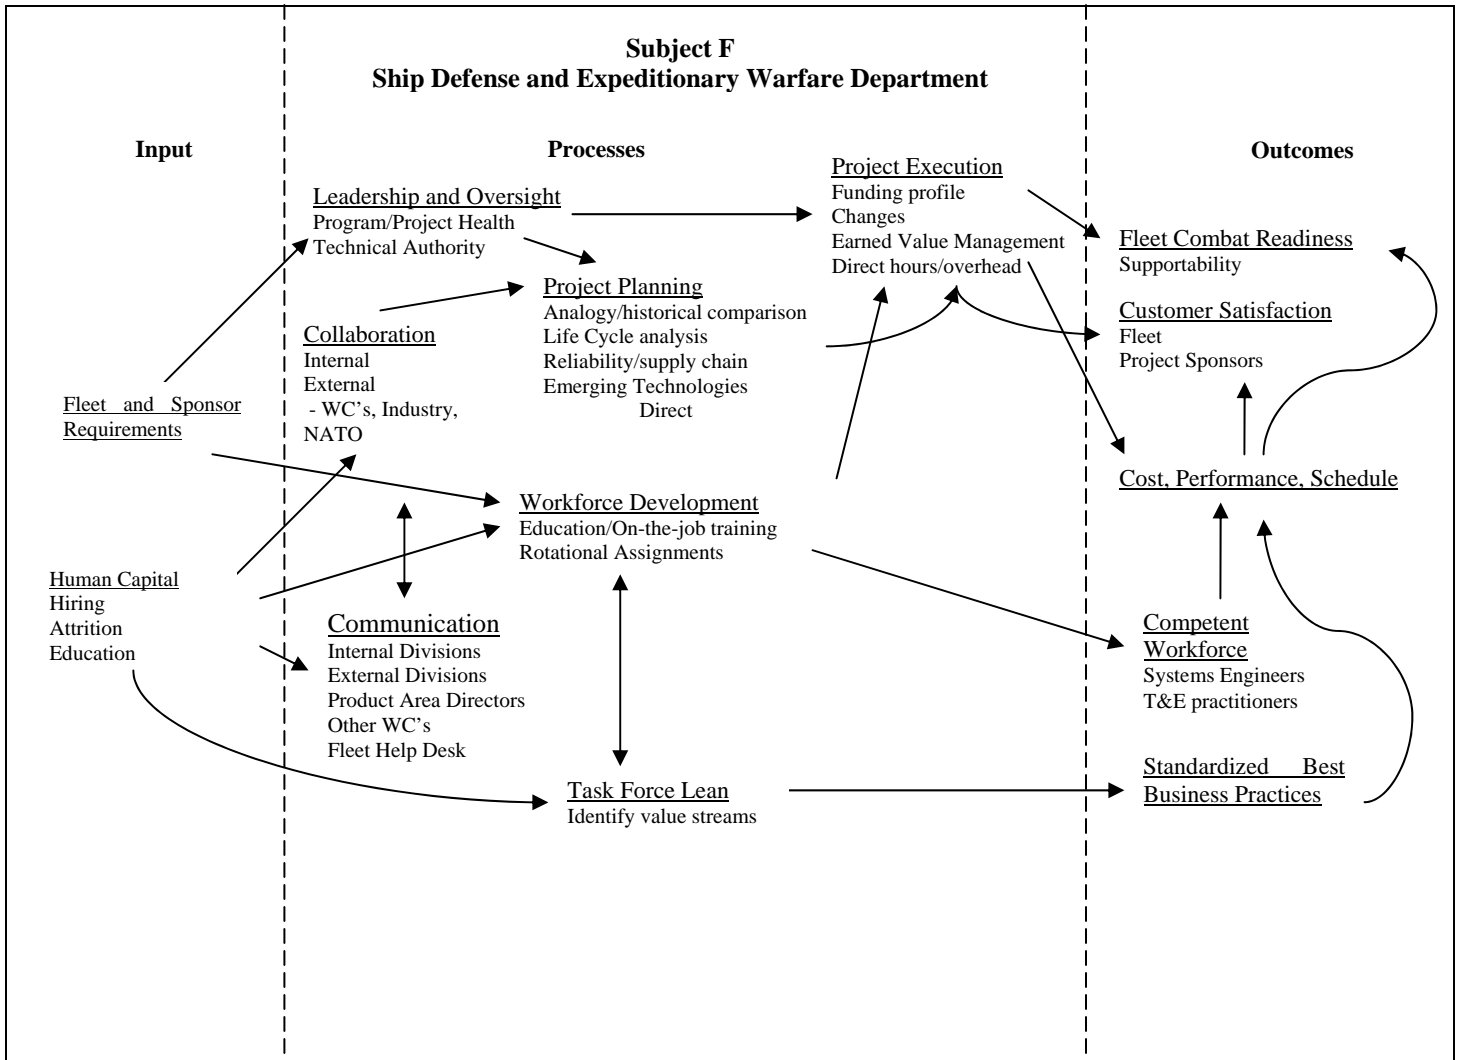 Subject F
Ship Defense and Expeditionary Warfare Department
Input
Processes
Outcomes
Fleet and Sponsor
Requirements
Human Capital
Hiring
Attrition
Education
Leadership and Oversight
Program/Project Health
Technical Authority
Collaboration
Internal
External
- WC's, Industry,
NATO
Project Planning
Analogy/historical comparison
Life Cycle analysis
Reliability/supply chain
Emerging Technologies
Direct
Workforce Development
Education/On-the-job training
Rotational Assignments
Communication
Internal Divisions
External Divisions
Product Area Directors
Other WC's
Fleet Help Desk
Task Force Lean
Identify value streams
Project Execution
Funding profile
Changes
Earned Value Management
Direct hours/overhead
Fleet Combat Readiness
Supportability
Customer Satisfaction
Fleet
Project Sponsors
Cost, Performance, Schedule
Competent
Workforce
Systems Engineers
T&E practitioners
Standardized Best
Business Practices